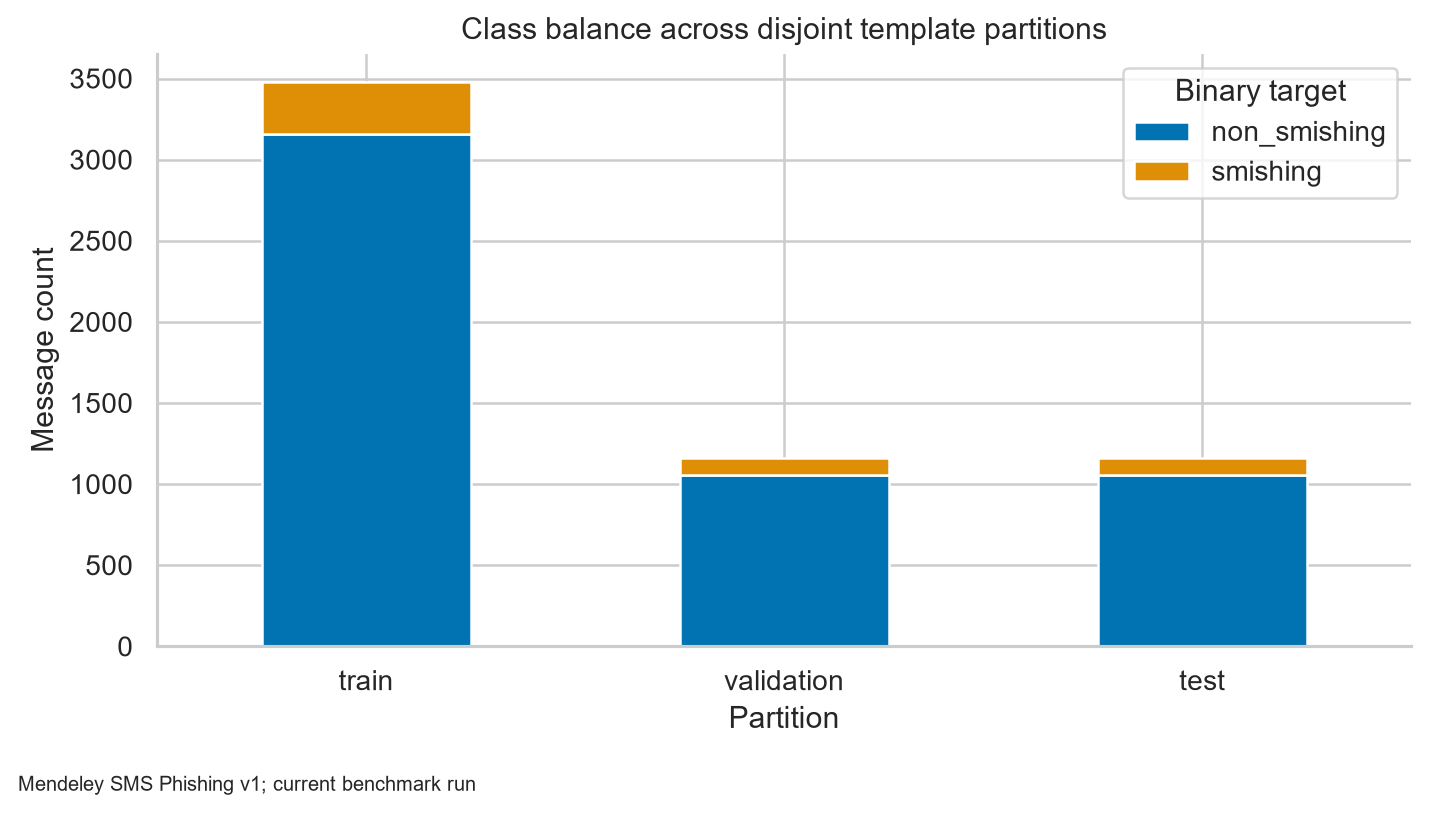 Class balance across disjoint template partitions
3500
3000
2500
2000
1500
1000
500
0
Message count
Binary target
non_smishing
smishing
train validation test
Partition
Mendeley SMS Phishing v1; current benchmark run